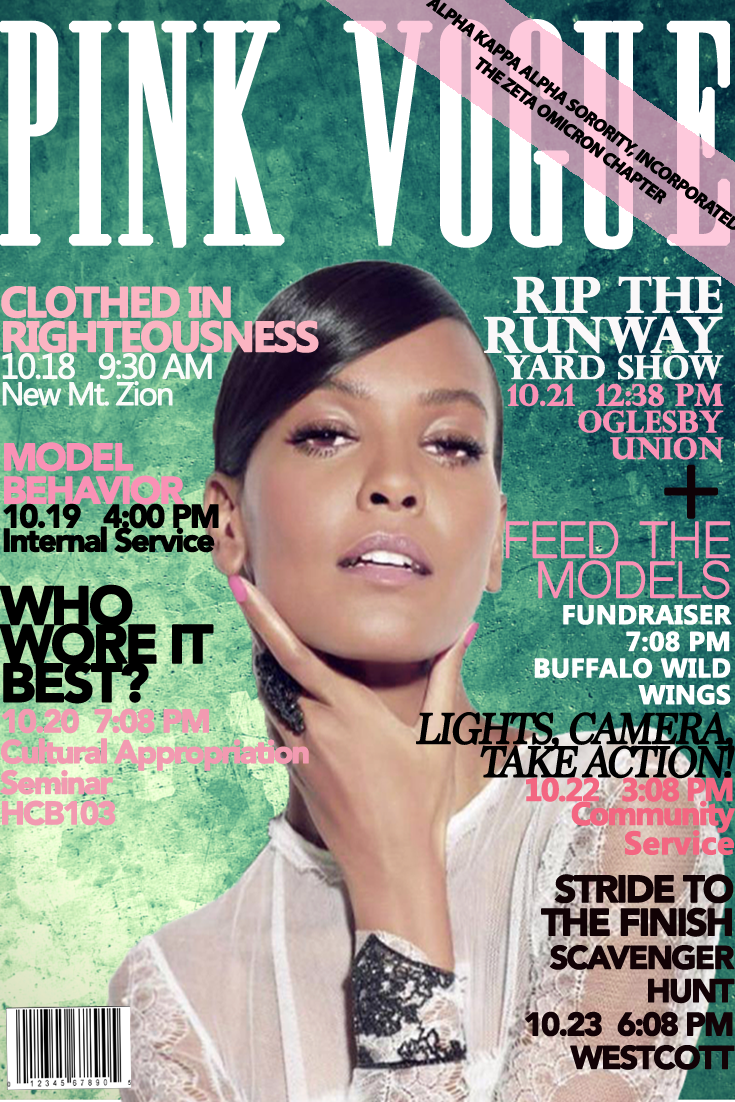 PINK VOGUE
ALPHA KAPPA ALPHA SORORITY, INCORPORATED
THE ZETA OMICRON CHAPTER
CLOTHED IN
RIGHTEOUSNESS
10.18 9:30 AM
New Mt. Zion
MODEL
BEHAVIOR
10.19 4:00 PM
Internal Service
WHO
WORE IT
BEST?
10.20 7:08 PM
Cultural Appropriation
Seminar
HCB103
RIP THE
RUNWAY
YARD SHOW
10.21 12:38 PM
OGLESBY
UNION
+
FEED THE
MODELS
FUNDRAISER
7:08 PM
BUFFALO WILD
WINGS
LIGHTS, CAMERA,
TAKE ACTION!
10.22 3:08 PM
Community
Service
STRIDE TO
THE FINISH
SCAVENGER
HUNT
10.23 6:08 PM
WESTCOTT
0 12345 67890 5